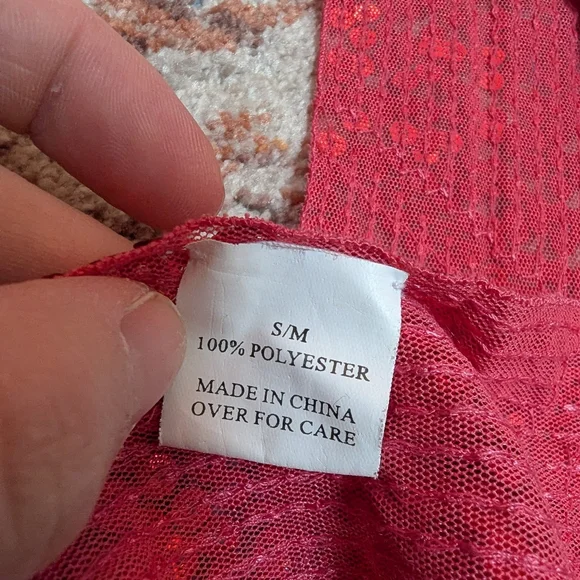 S/M
100% POLYESTER
MADE IN CHINA
OVER FOR CARE